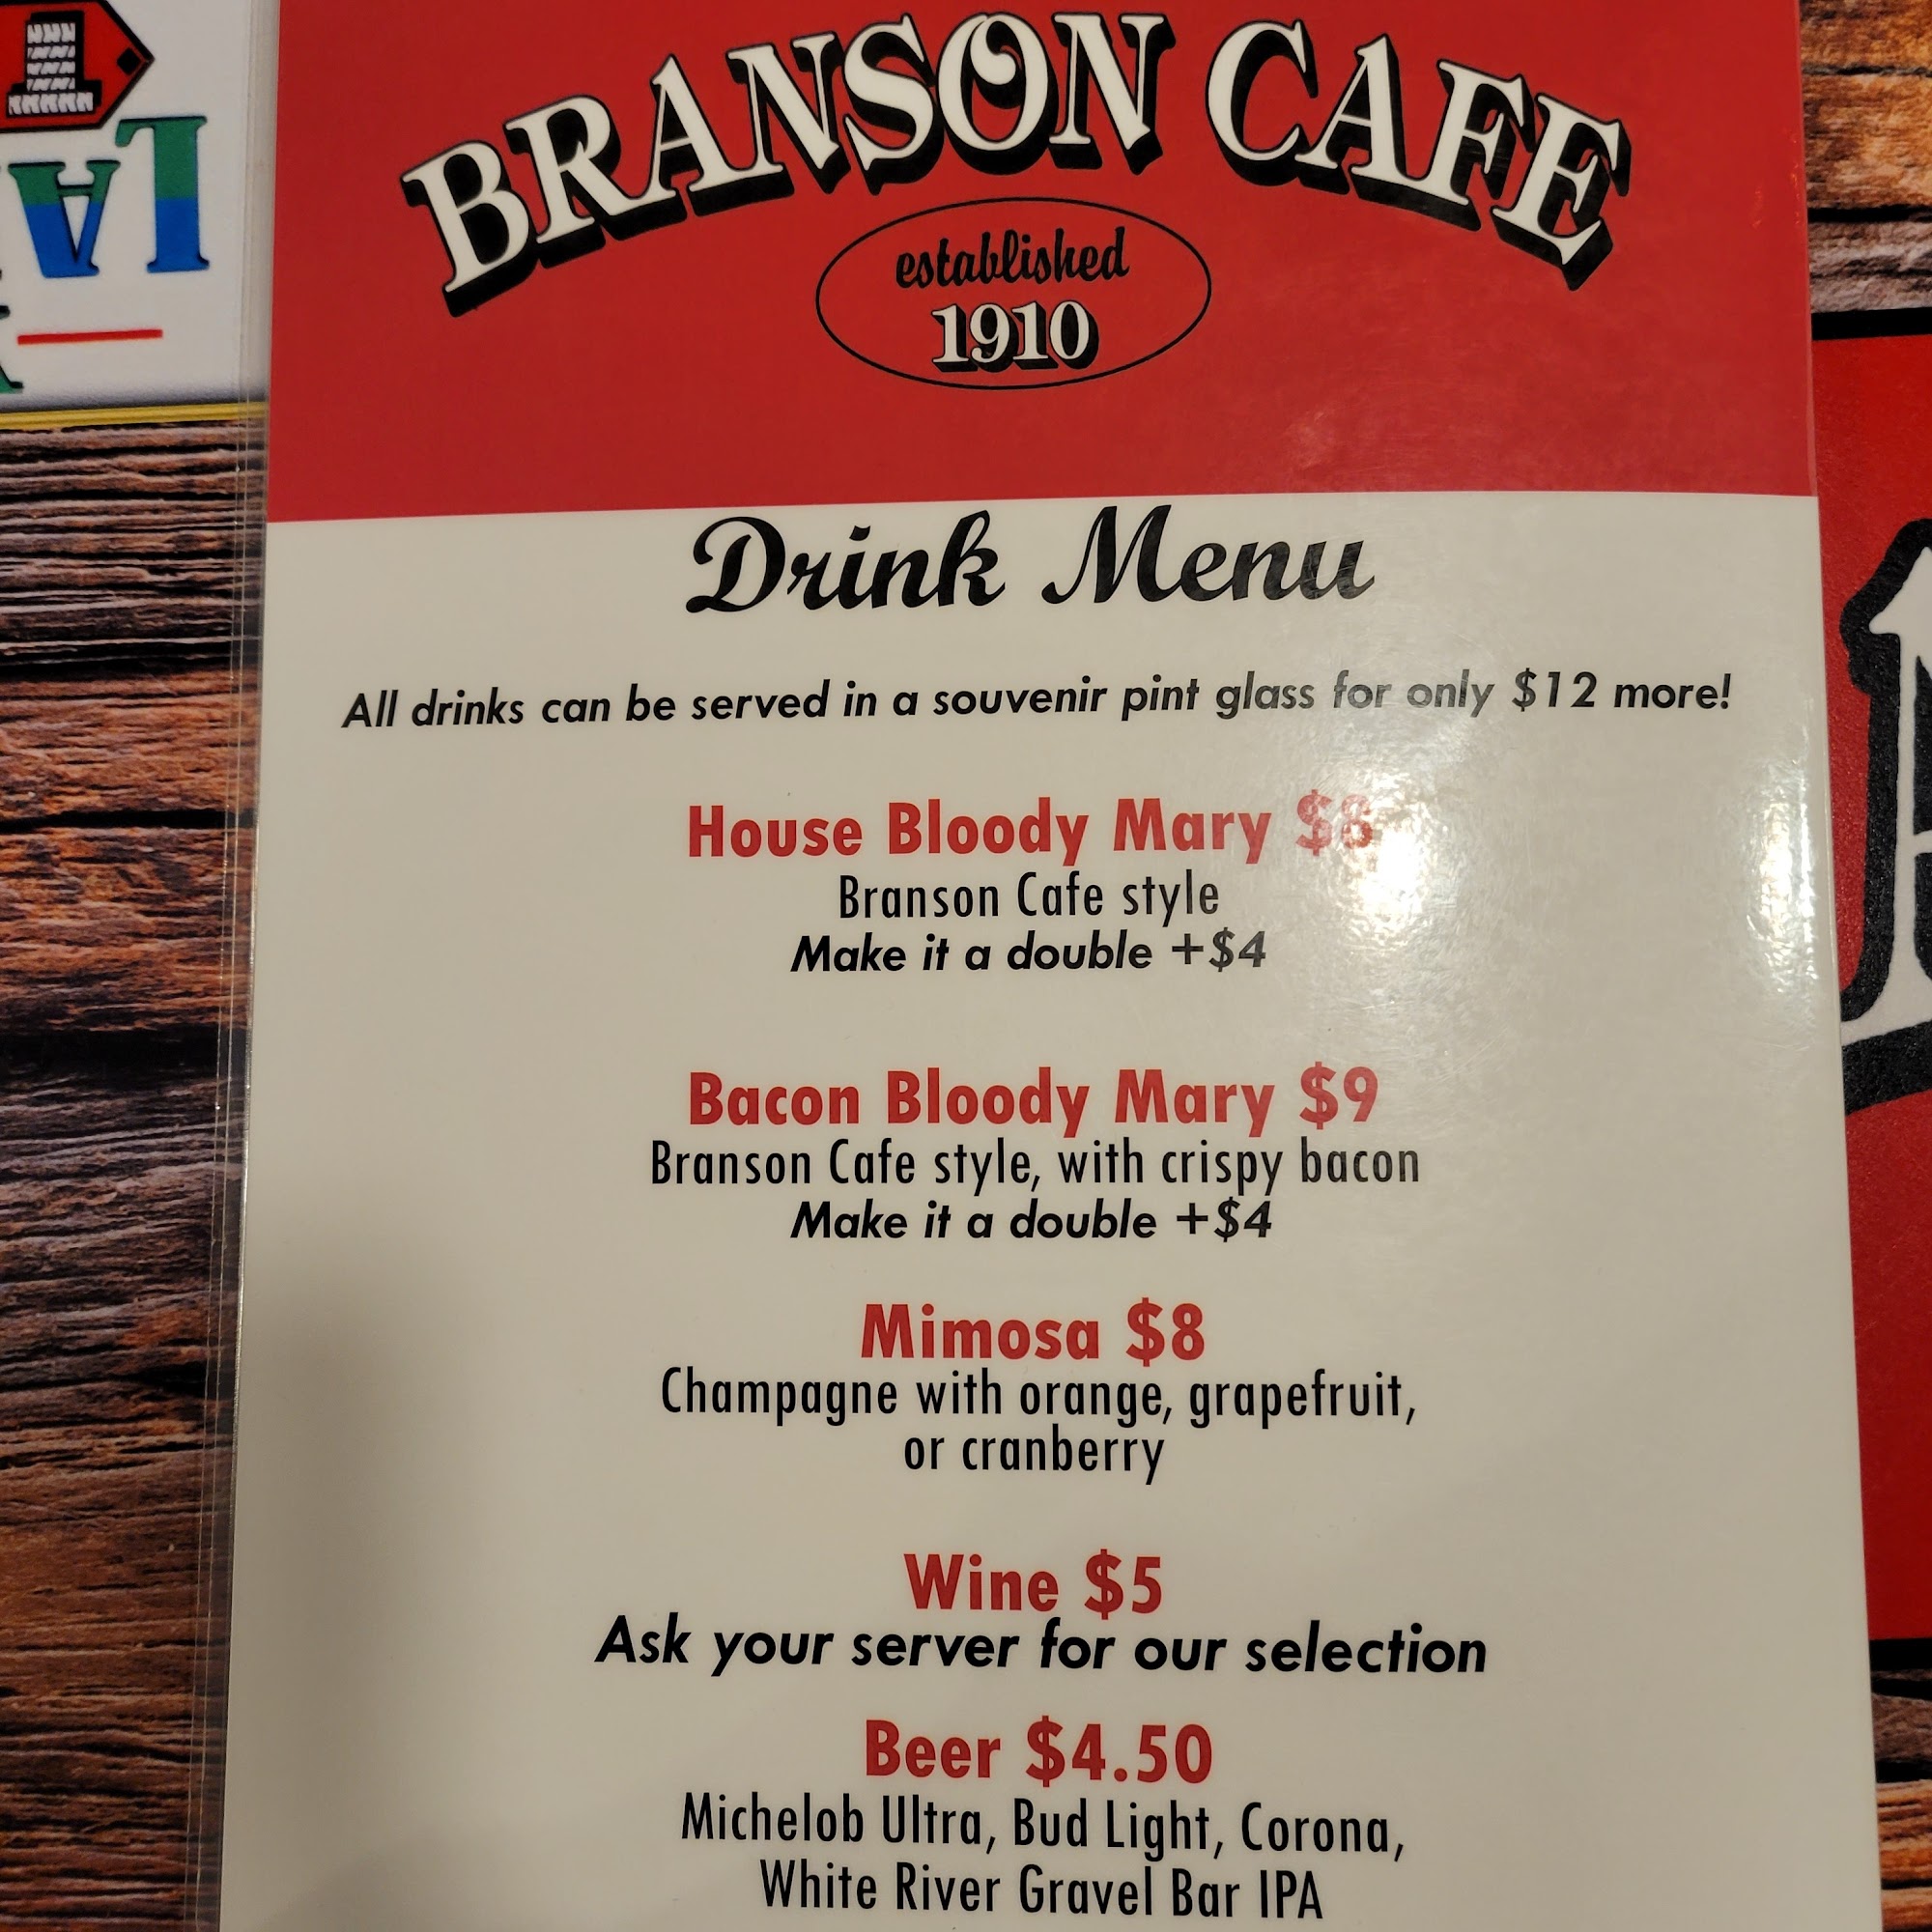 BRANSON CAFE
established
1910
Drink Menu
All drinks can be served in a souvenir pint glass for only $12 more!
House Bloody Mary $8
Branson Cafe style
Make it a double +$4
Bacon Bloody Mary $9
Branson Cafe style, with crispy bacon
Make it a double +$4
Mimosa $8
Champagne with orange, grapefruit,
or cranberry
Wine $5
Ask your server for our selection
Beer $4.50
Michelob Ultra, Bud Light, Corona,
White River Gravel Bar IPA